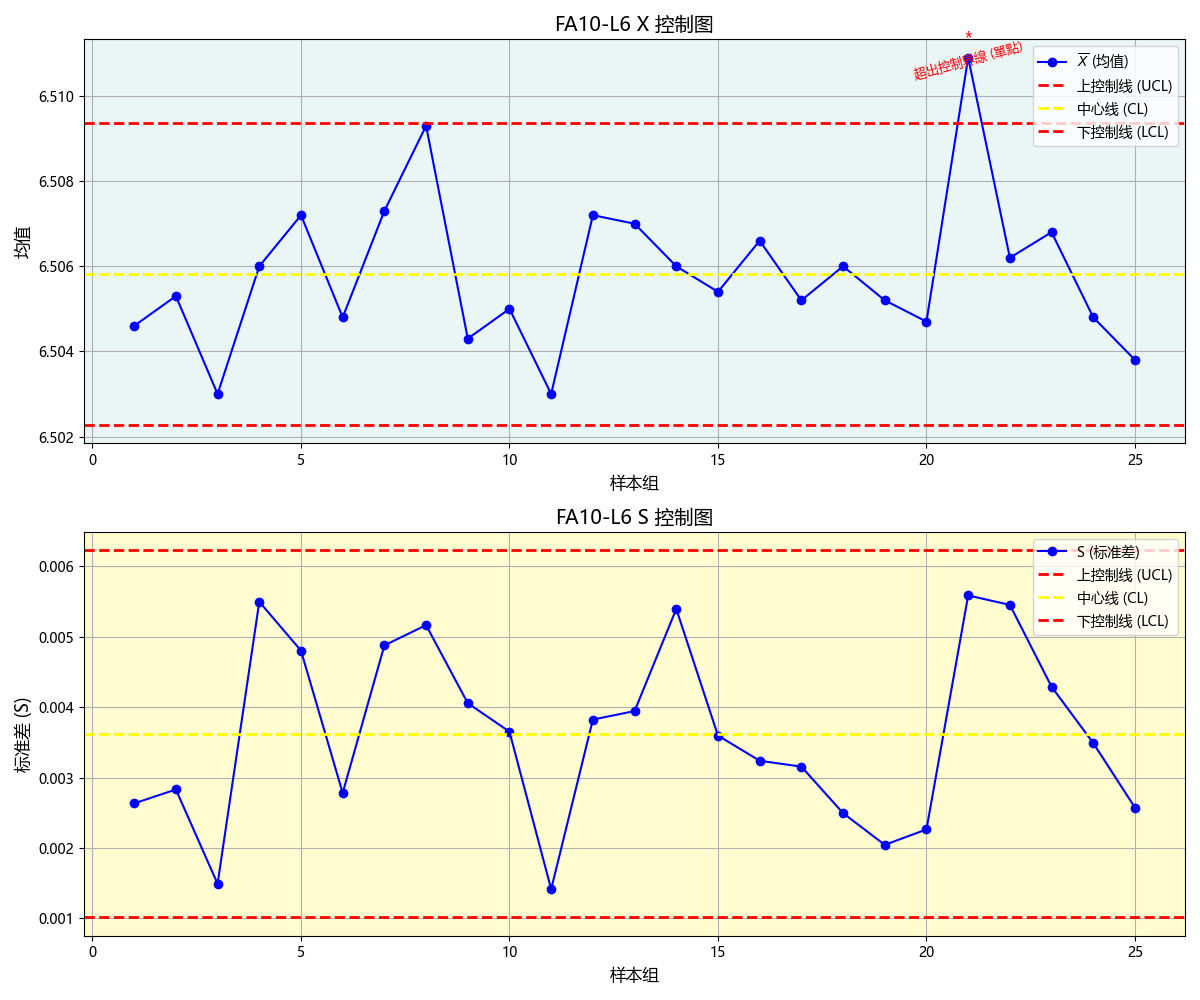 FA10-L6 X 控制图
*
超出控制界線 (單點)
X̅ (均值)
上控制线 (UCL)
中心线 (CL)
下控制线 (LCL)
均值
6.510
6.508
6.506
6.504
6.502
0 5 10 15 20 25
样本组
FA10-L6 S 控制图
S (标准差)
上控制线 (UCL)
中心线 (CL)
下控制线 (LCL)
标准差 (S)
0.006
0.005
0.004
0.003
0.002
0.001
0 5 10 15 20 25
样本组